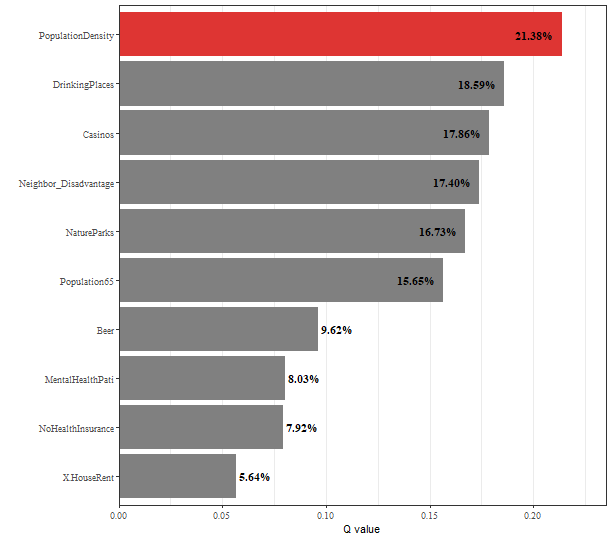 PopulationDensity 21.38%
DrinkingPlaces 18.59%
Casinos 17.86%
Neighbor_Disadvantage 17.40%
NatureParks 16.73%
Population65 15.65%
Beer 9.62%
MentalHealthPati 8.03%
NoHealthInsurance 7.92%
X.HouseRent 5.64%
0.00 0.05 0.10 0.15 0.20
Q value